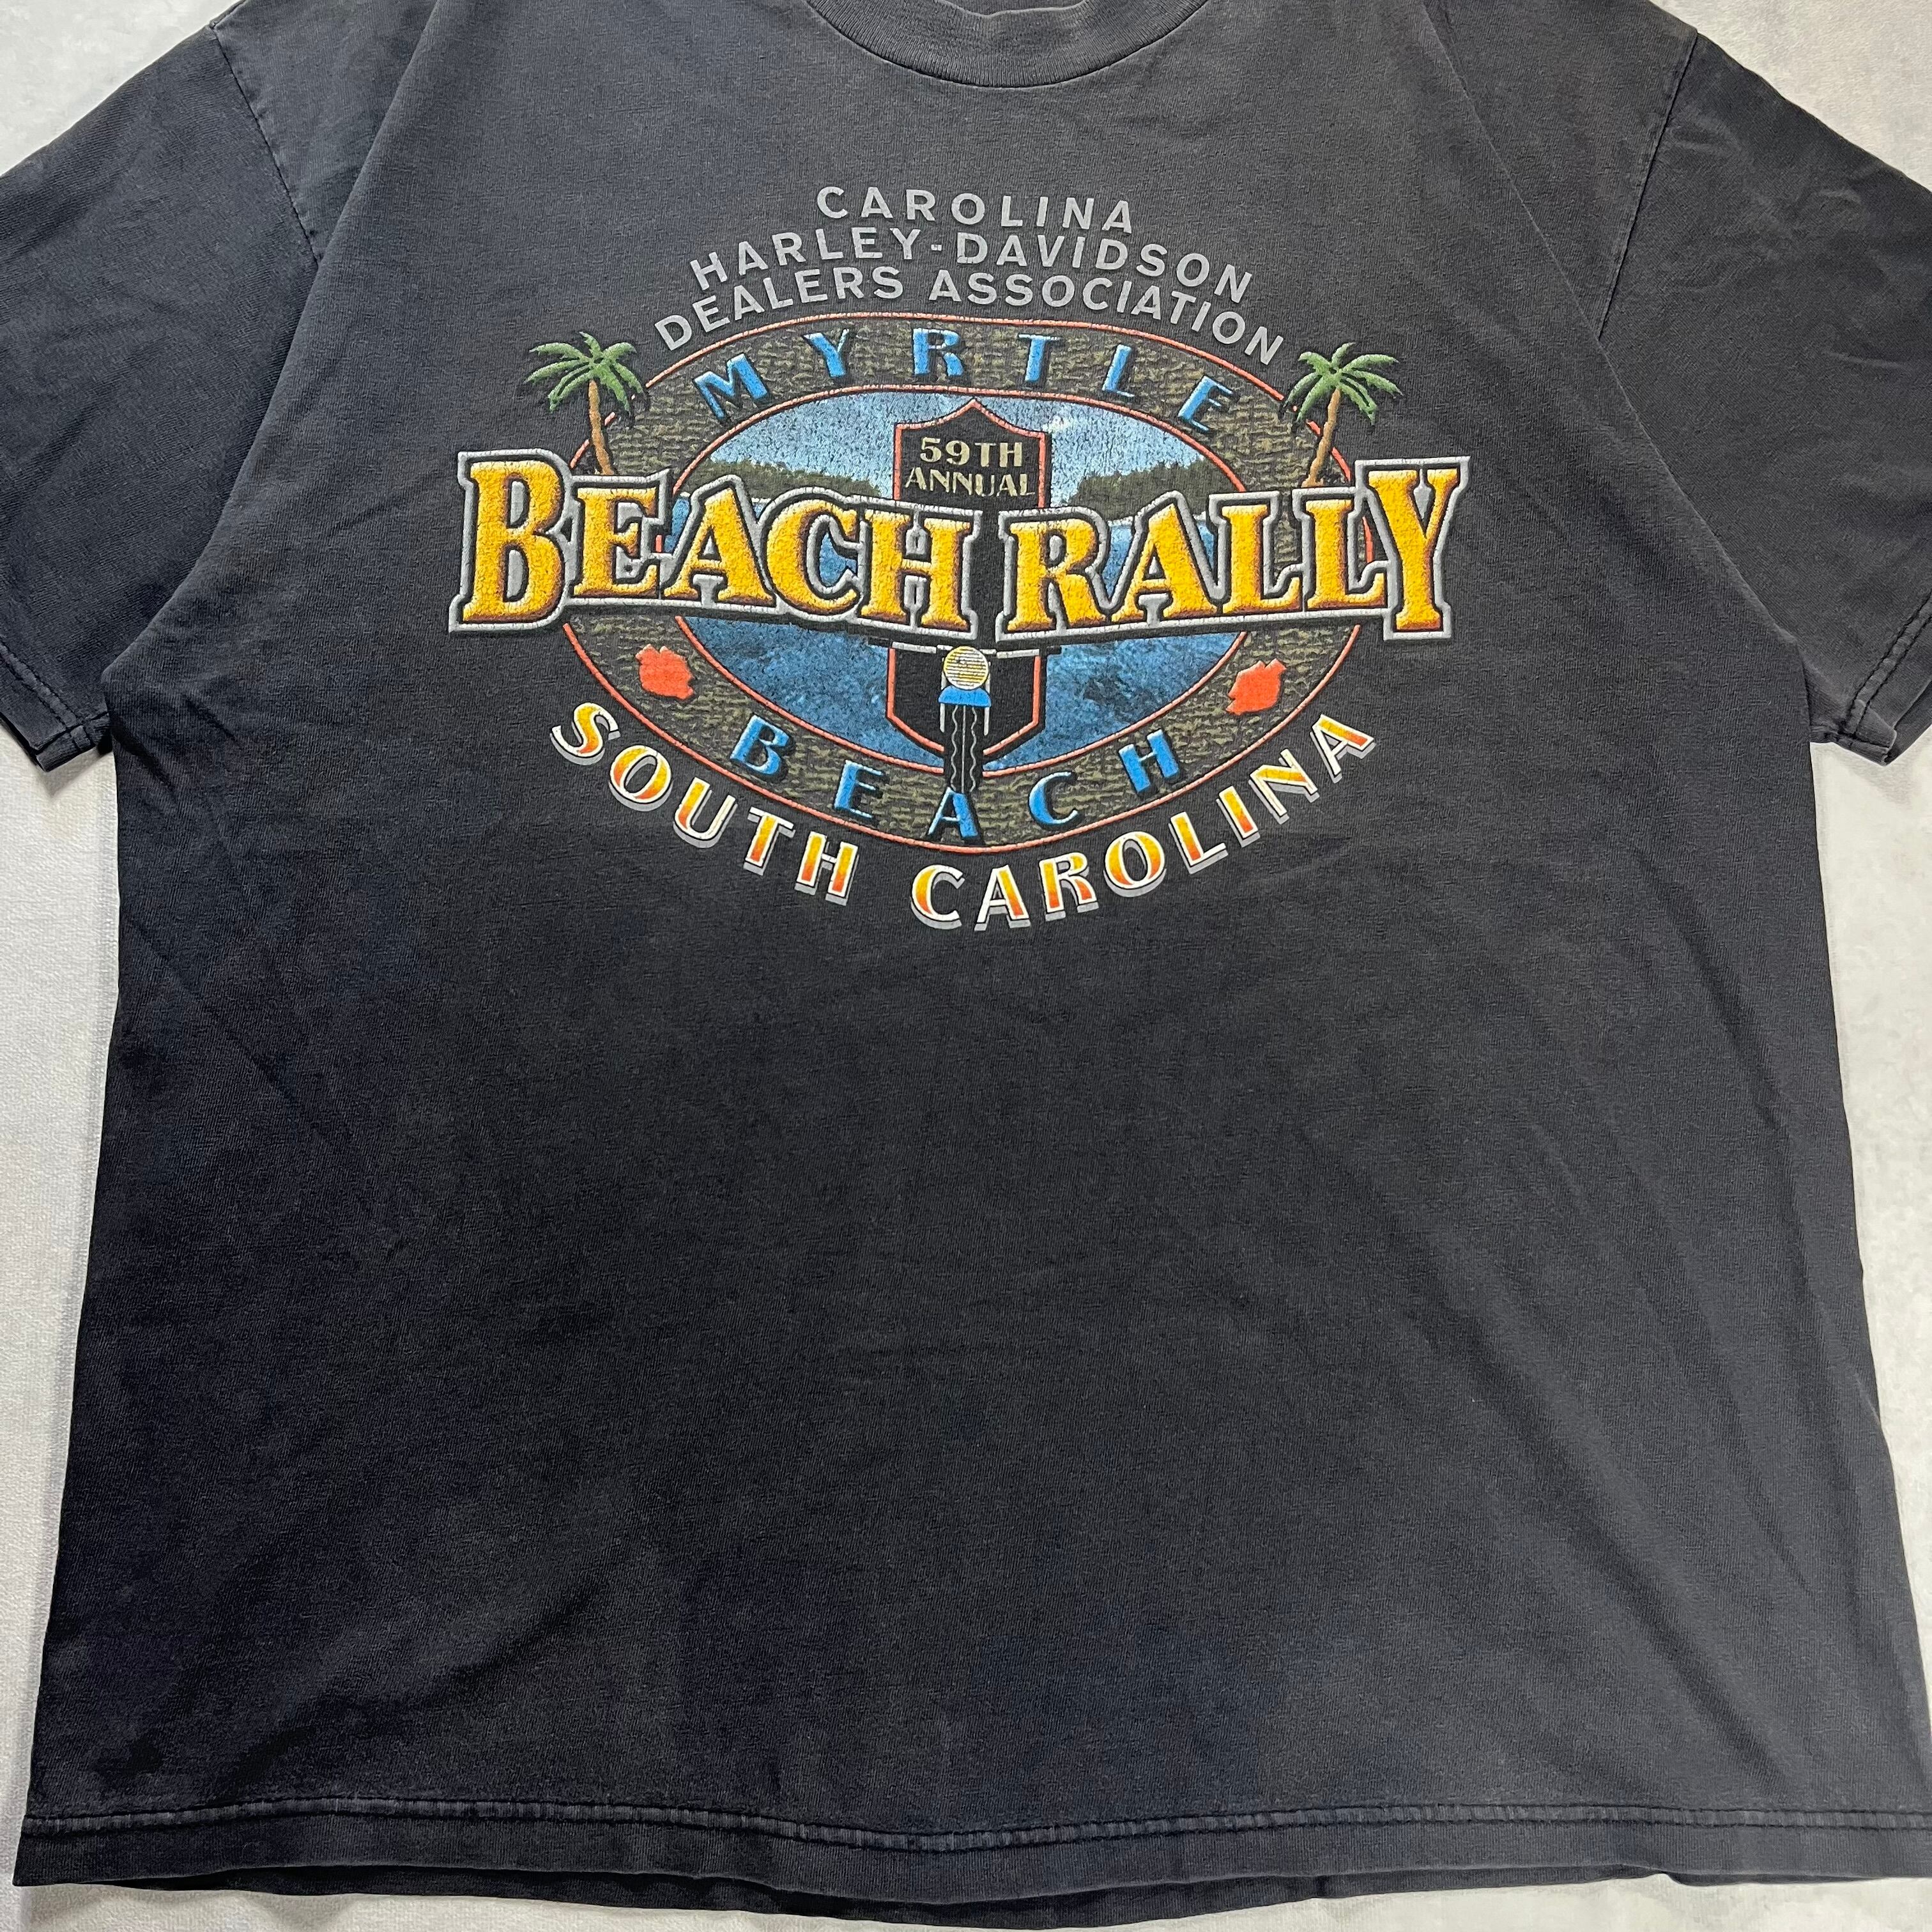 CAROLINA
HARLEY-DAVIDSON
DEALERS ASSOCIATION
MYRTLE
59TH
ANNUAL
BEACH RALLY
BEACH
SOUTH CAROLINA